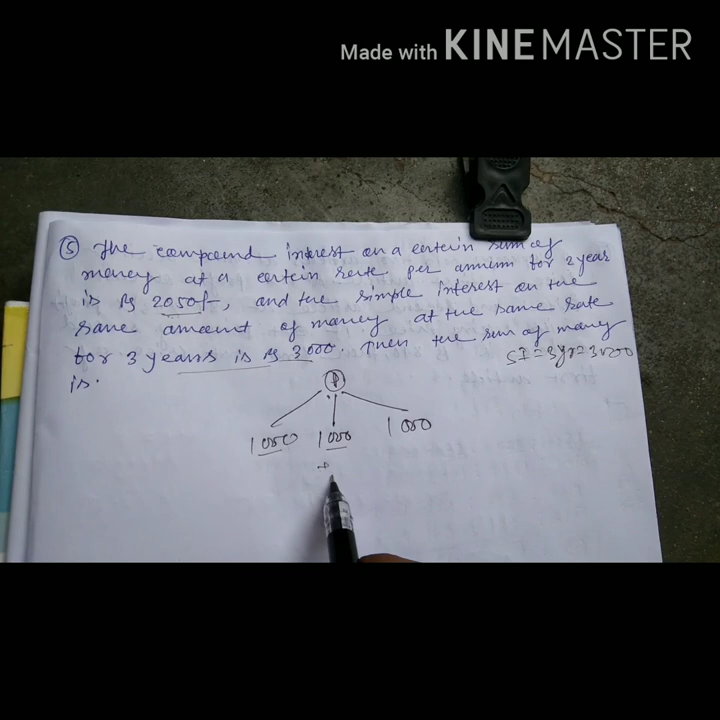 Made with KINEMASTER
⑤ The compound interest on a certain sum of
money at a certain rate per annum for 2 year
is Rs 2050/-, and the simple interest on the
same amount of money at the same rate
for 3 years is Rs 3000. Then the sum of money
is.
SI = 3yr = 3000
P
1000 1000 1000
+